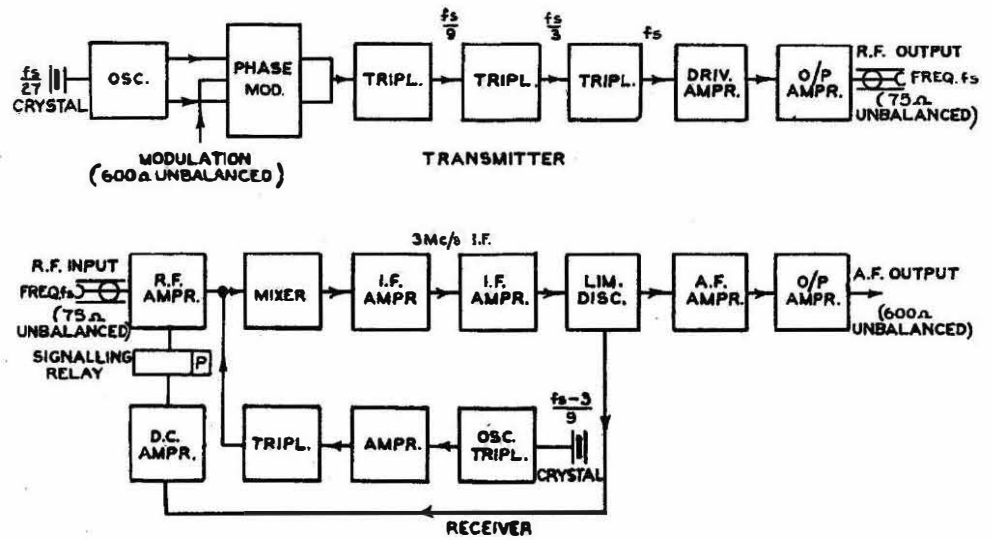 fs/27
CRYSTAL
OSC.
PHASE
MOD.
MODULATION
(600Ω UNBALANCED)
TRIPL.
fs/9
TRIPL.
fs/3
TRIPL.
fs
DRIV.
AMPR.
O/P
AMPR.
R.F. OUTPUT
FREQ. fs
(75Ω
UNBALANCED)
TRANSMITTER
R.F. INPUT
FREQ. fs
(75Ω
UNBALANCED)
R.F.
AMPR.
MIXER
3Mc/s I.F.
I.F.
AMPR
I.F.
AMPR.
LIM.
DISC.
A.F.
AMPR.
O/P
AMPR.
A.F. OUTPUT
(600Ω
UNBALANCED)
SIGNALLING
RELAY
P
D.C.
AMPR.
TRIPL.
AMPR.
OSC.
TRIPL.
fs-3/9
CRYSTAL
RECEIVER